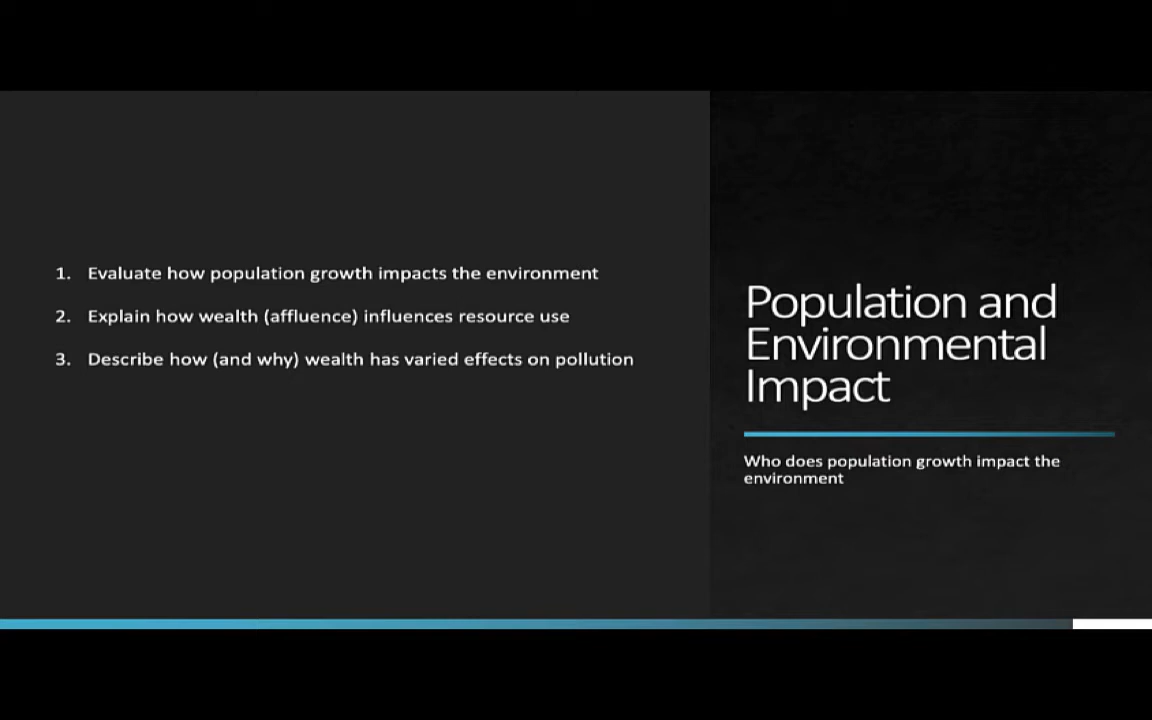 1. Evaluate how population growth impacts the environment
2. Explain how wealth (affluence) influences resource use
3. Describe how (and why) wealth has varied effects on pollution
Population and
Environmental
Impact
Who does population growth impact the
environment